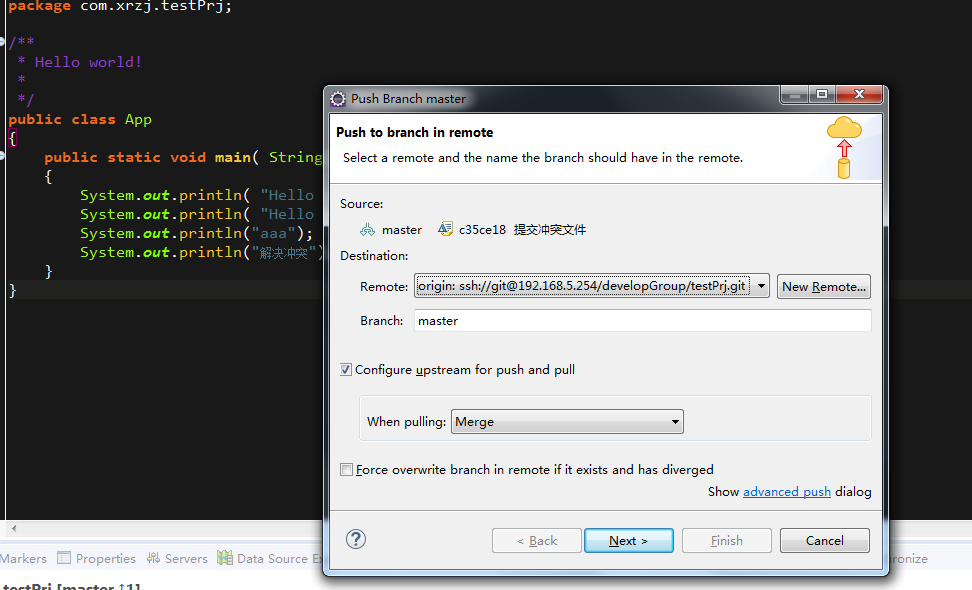 package com.xrzj.testPrj;
/**
* Hello world!
*
*/
public class App
{
public static void main( String
{
System.out.println( "Hello
System.out.println( "Hello
System.out.println("aaa");
System.out.println("解决冲突")
}
}
Push Branch master
Push to branch in remote
Select a remote and the name the branch should have in the remote.
Source:
master c35ce18 提交冲突文件
Destination:
Remote: origin: ssh://git@192.168.5.254/developGroup/testPrj.git New Remote...
Branch: master
Configure upstream for push and pull
When pulling: Merge
Force overwrite branch in remote if it exists and has diverged
Show advanced push dialog
< Back Next > Finish Cancel
Markers Properties Servers Data Source Ex
ronize
testPrj [master ↑1]